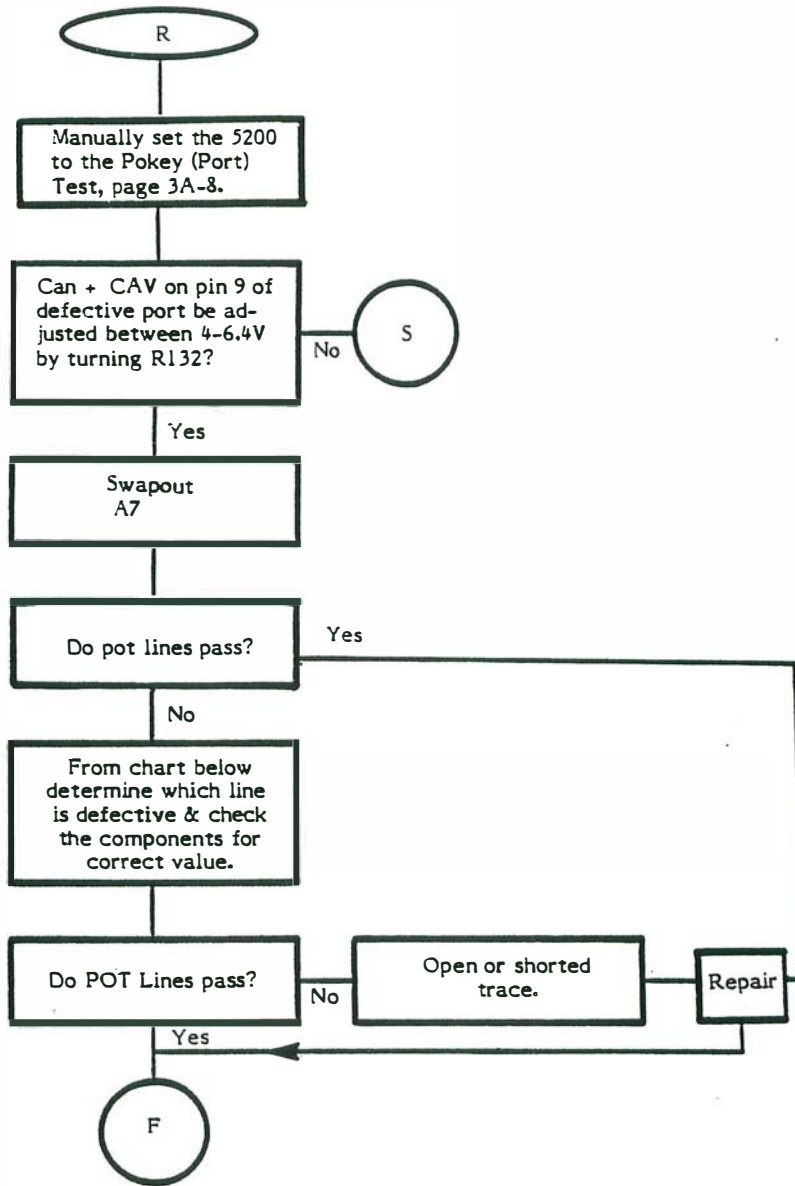 R
Manually set the 5200
to the Pokey (Port)
Test, page 3A-8.
Can + CAV on pin 9 of
defective port be ad-
justed between 4-6.4V
by turning R132?
No
S
Yes
Swapout
A7
Do pot lines pass?
Yes
No
From chart below
determine which line
is defective & check
the components for
correct value.
Do POT Lines pass?
No
Open or shorted
trace.
Repair
Yes
F